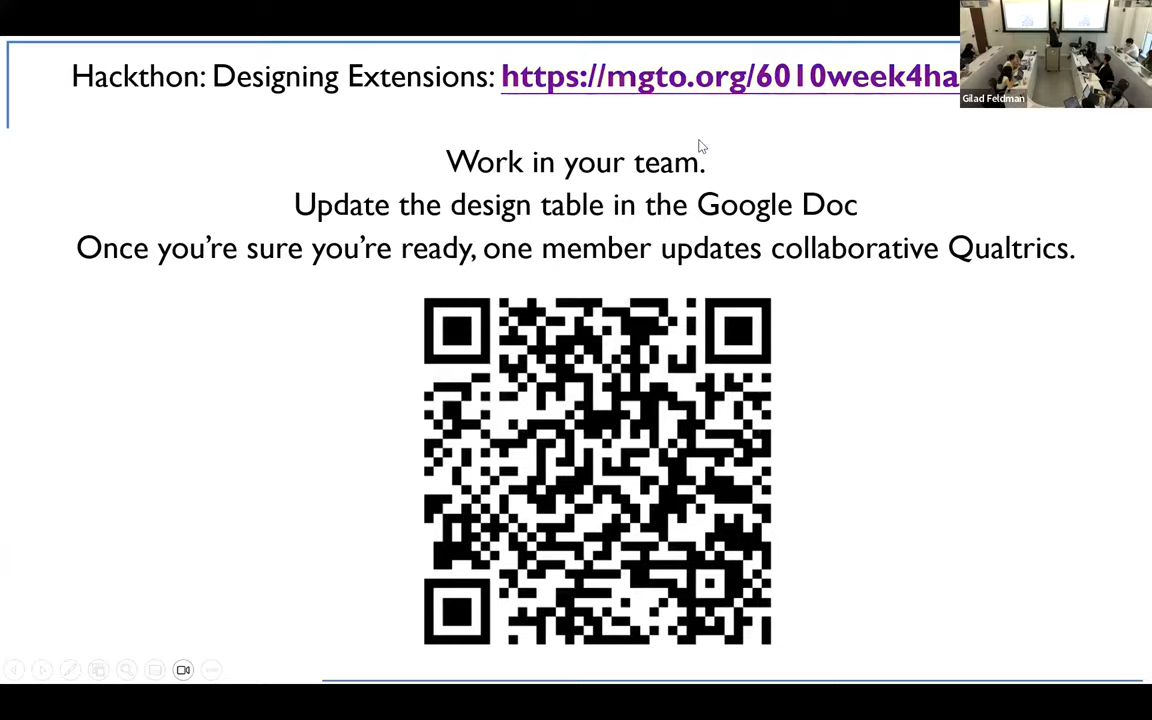 Hackthon: Designing Extensions: https://mgto.org/6010week4ha
Gilad Feldman
Work in your team.
Update the design table in the Google Doc
Once you're sure you're ready, one member updates collaborative Qualtrics.